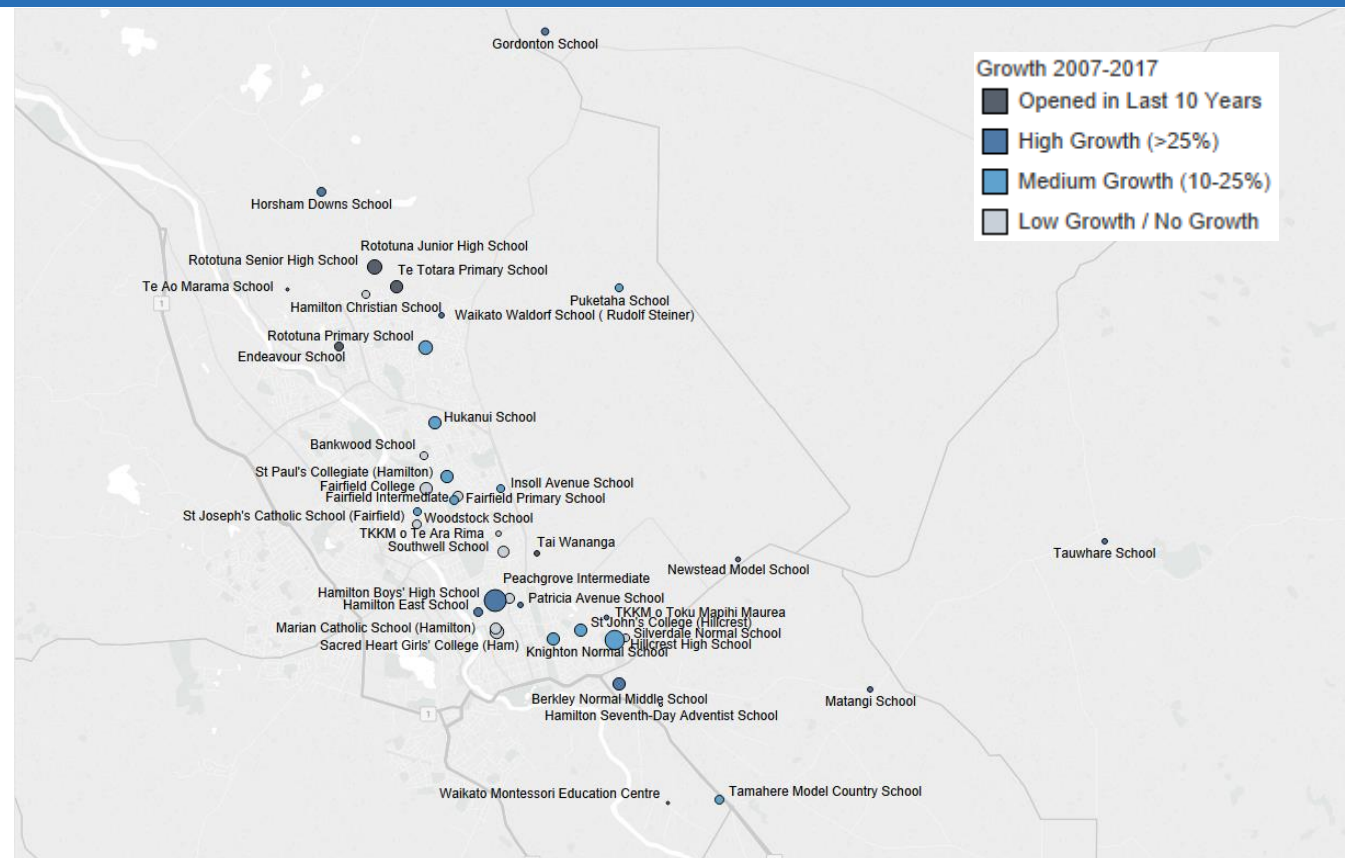 Gordonton School
Growth 2007-2017
Opened in Last 10 Years
High Growth (>25%)
Medium Growth (10-25%)
Low Growth / No Growth
Horsham Downs School
Rototuna Junior High School
Rototuna Senior High School
Te Totara Primary School
Te Ao Marama School
Puketaha School
Hamilton Christian School
Waikato Waldorf School ( Rudolf Steiner)
1
Rototuna Primary School
Endeavour School
Hukanui School
Bankwood School
St Paul's Collegiate (Hamilton)
Fairfield College
Insoll Avenue School
Fairfield Intermediate
Fairfield Primary School
St Joseph's Catholic School (Fairfield)
Woodstock School
TKKM o Te Ara Rima
Tai Wananga
Southwell School
Tauwhare School
Newstead Model School
Peachgrove Intermediate
Hamilton Boys' High School
Patricia Avenue School
Hamilton East School
TKKM o Toku Mapihi Maurea
St John's College (Hillcrest)
Marian Catholic School (Hamilton)
Silverdale Normal School
Sacred Heart Girls' College (Ham)
Hillcrest High School
Knighton Normal School
Berkley Normal Middle School
Matangi School
1
Hamilton Seventh-Day Adventist School
Waikato Montessori Education Centre
Tamahere Model Country School